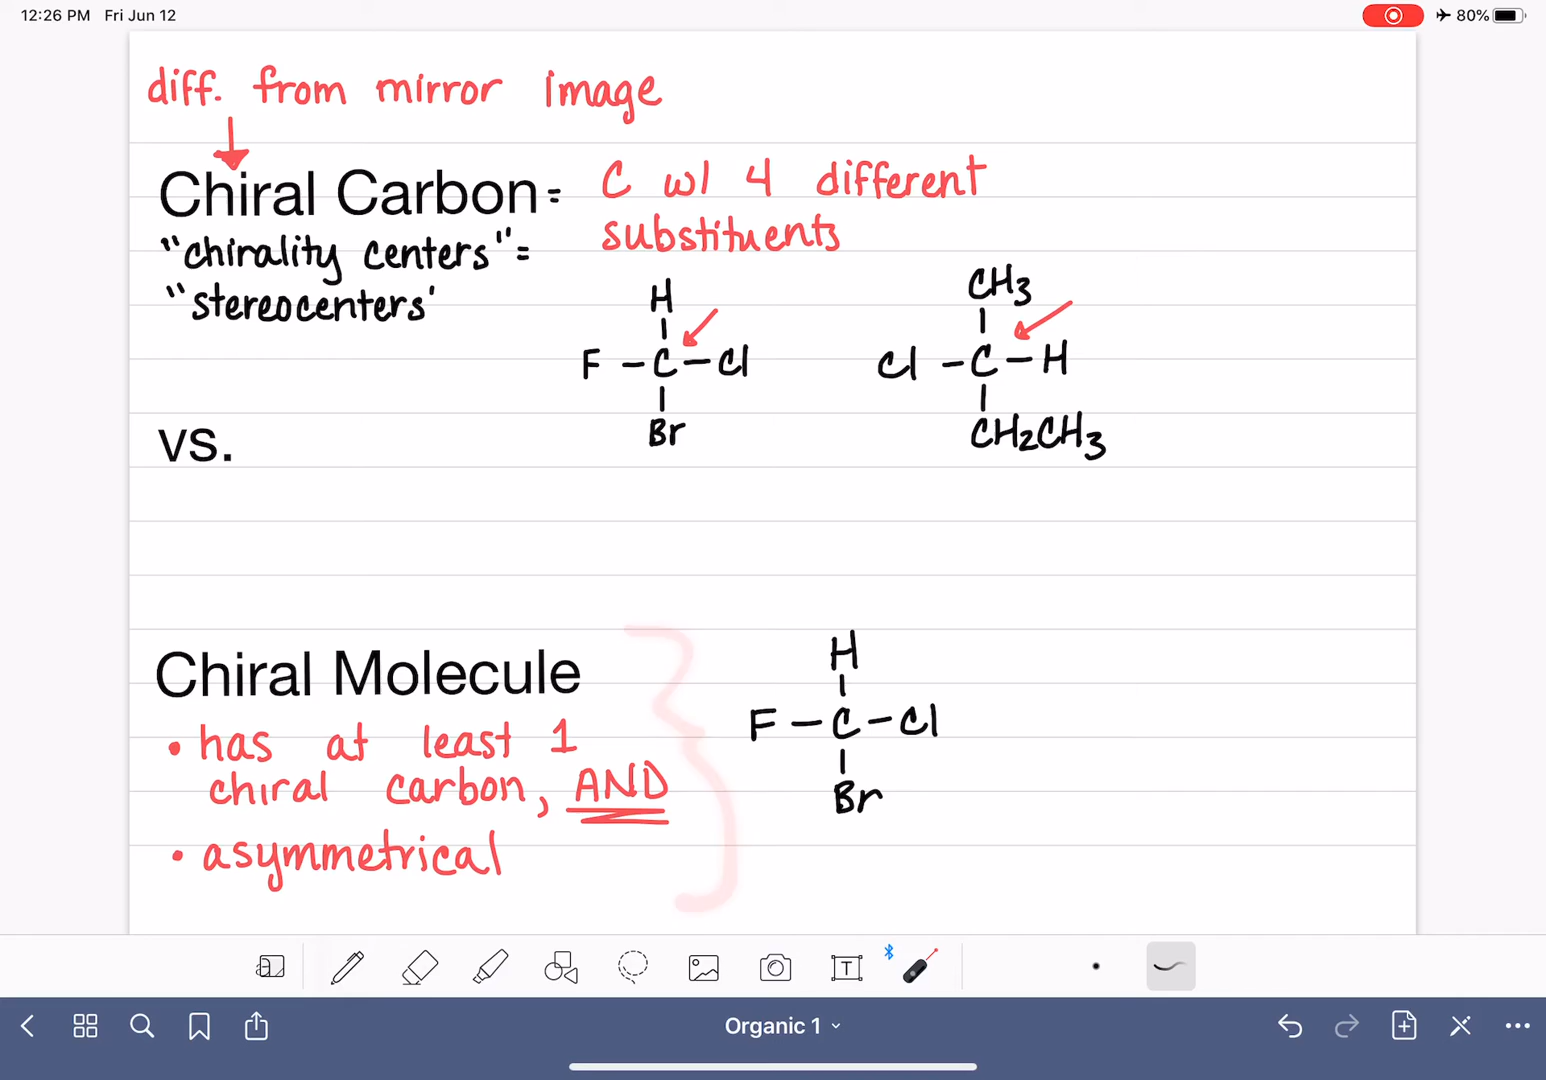 12:26 PM Fri Jun 12
80%
diff. from mirror image
Chiral Carbon = C w/ 4 different
substituents
"chirality centers" =
"stereocenters'
H
F - C - Cl
Br
CH3
Cl - C - H
CH2CH3
vs.
Chiral Molecule
• has at least 1
chiral carbon, AND
• asymmetrical
H
F - C - Cl
Br
T
Organic 1